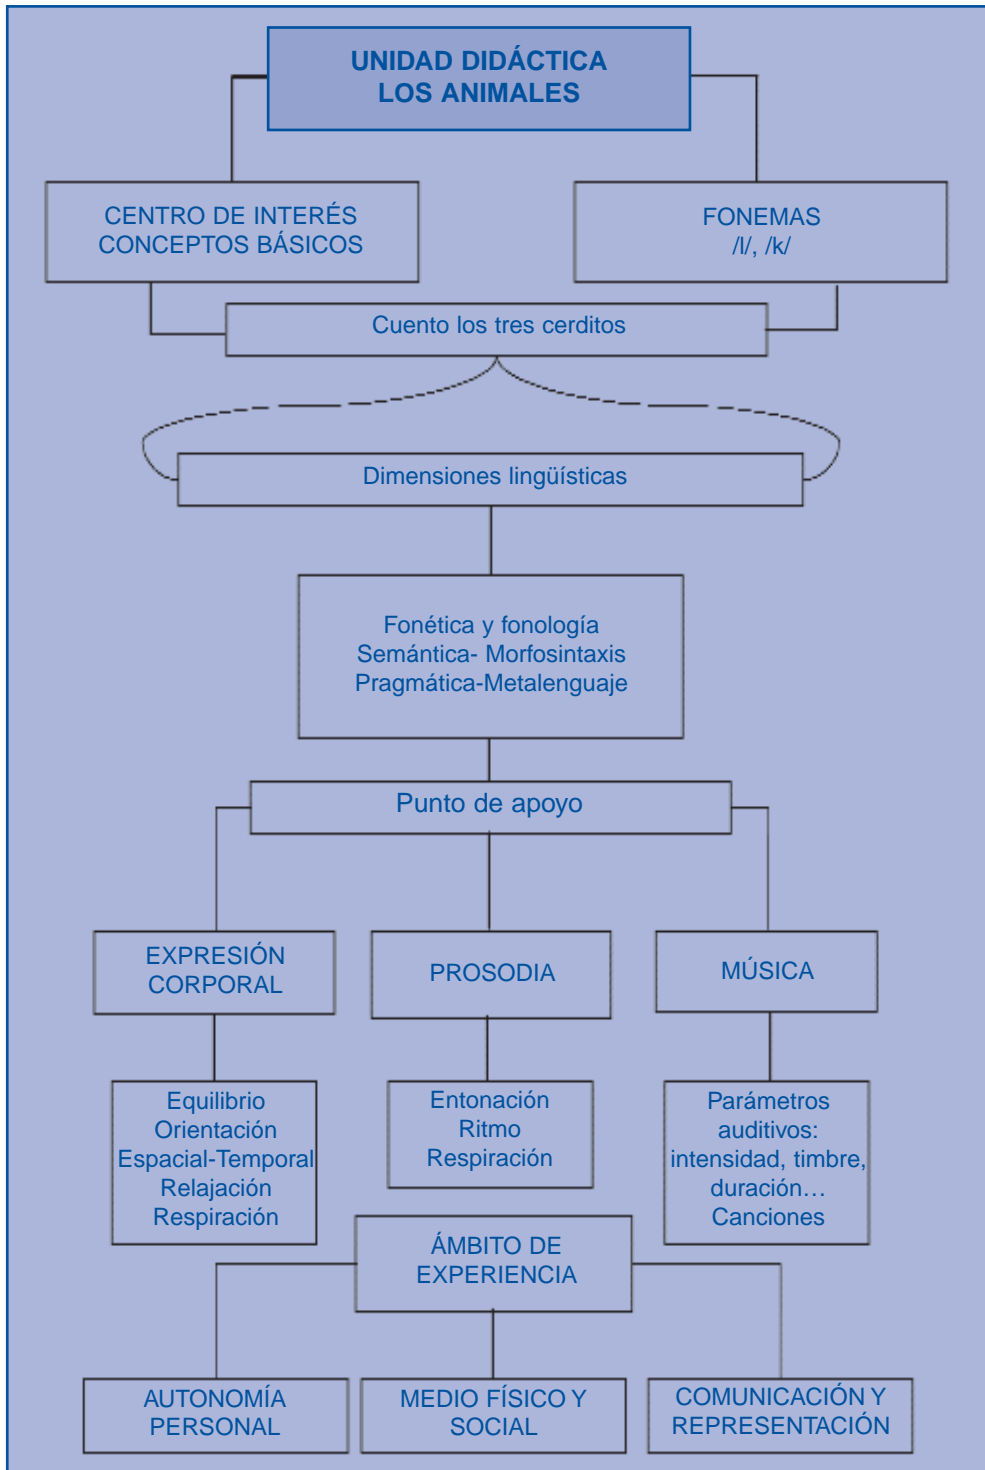 UNIDAD DIDÁCTICA
LOS ANIMALES
CENTRO DE INTERÉS
CONCEPTOS BÁSICOS
FONEMAS
/l/, /k/
Cuento los tres cerditos
Dimensiones lingüísticas
Fonética y fonología
Semántica- Morfosintaxis
Pragmática-Metalenguaje
Punto de apoyo
EXPRESIÓN
CORPORAL
PROSODIA
MÚSICA
Equilibrio
Orientación
Espacial-Temporal
Relajación
Respiración
Entonación
Ritmo
Respiración
Parámetros
auditivos:
intensidad, timbre,
duración…
Canciones
ÁMBITO DE
EXPERIENCIA
AUTONOMÍA
PERSONAL
MEDIO FÍSICO Y
SOCIAL
COMUNICACIÓN Y
REPRESENTACIÓN